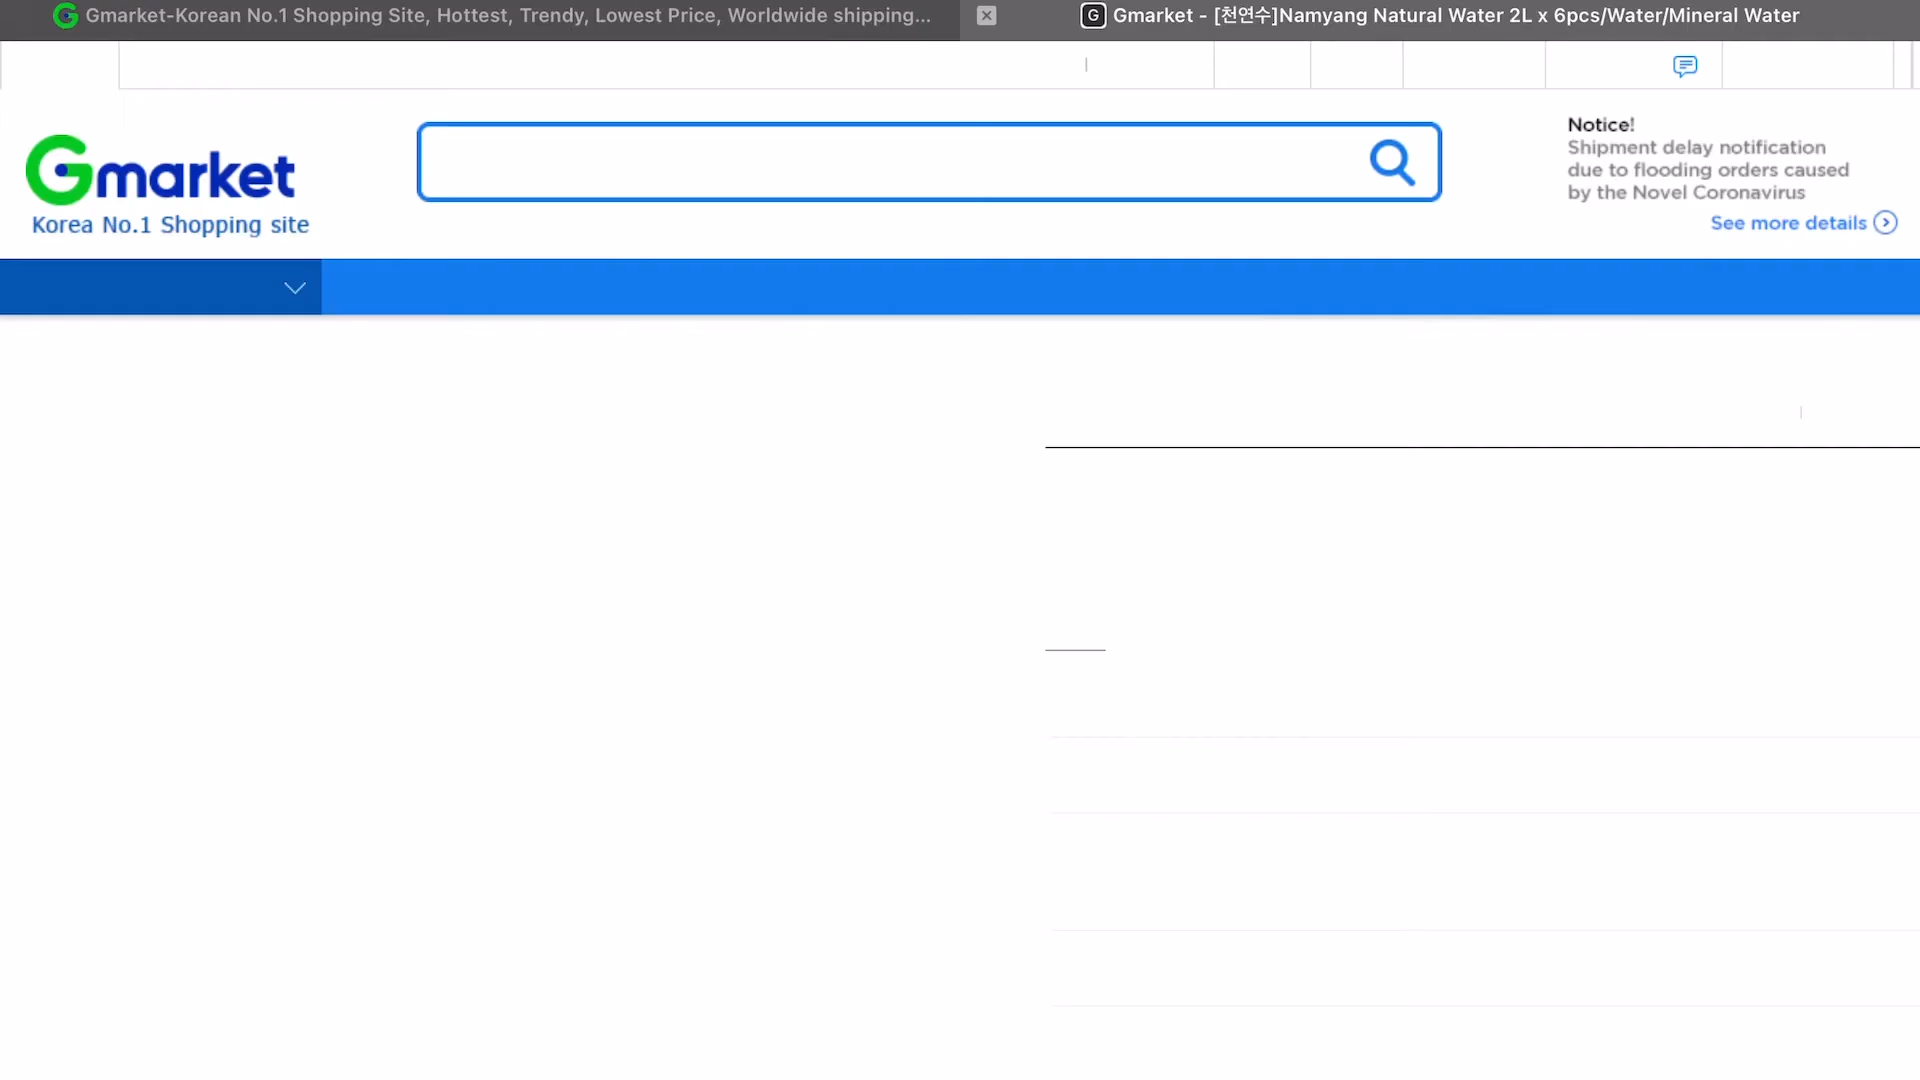 Gmarket-Korean No.1 Shopping Site, Hottest, Trendy, Lowest Price, Worldwide shipping...
G Gmarket - [천연수]Namyang Natural Water 2L x 6pcs/Water/Mineral Water
Gmarket
Korea No.1 Shopping site
Notice!
Shipment delay notification
due to flooding orders caused
by the Novel Coronavirus
See more details